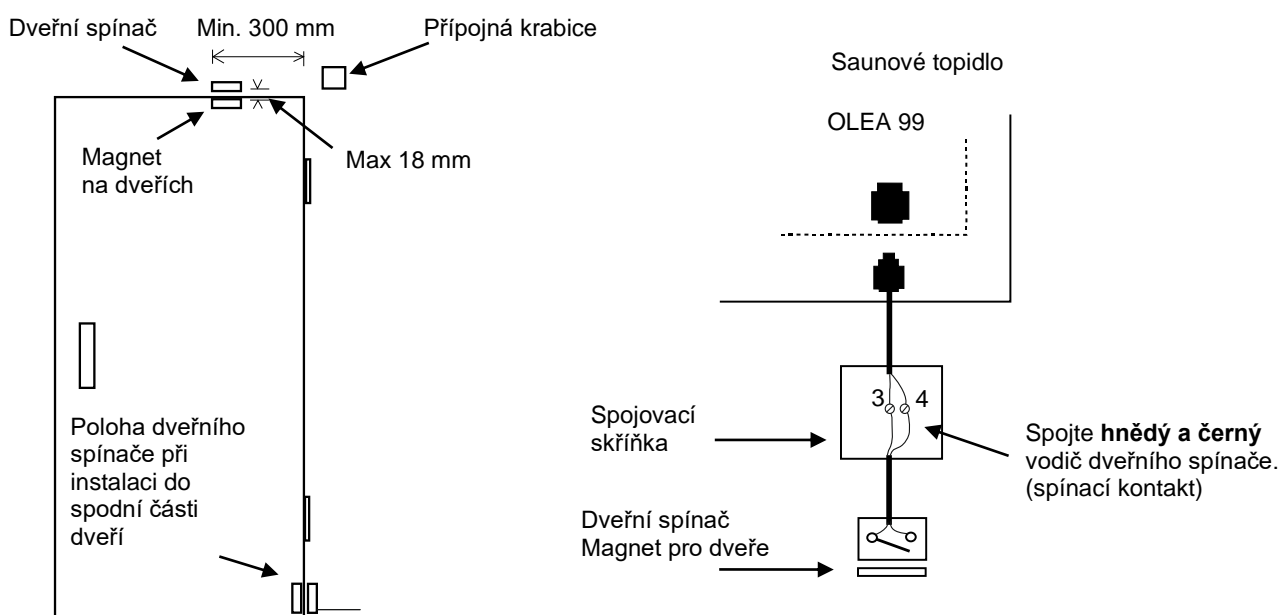 Dveřní spínač
Min. 300 mm
Přípojná krabice
Magnet
na dveřích
Max 18 mm
Poloha dveřního
spínače při
instalaci do
spodní části
dveří
Saunové topidlo
OLEA 99
3
4
Spojovací
skříňka
Spojte hnědý a černý
vodič dveřního spínače.
(spínací kontakt)
Dveřní spínač
Magnet pro dveře